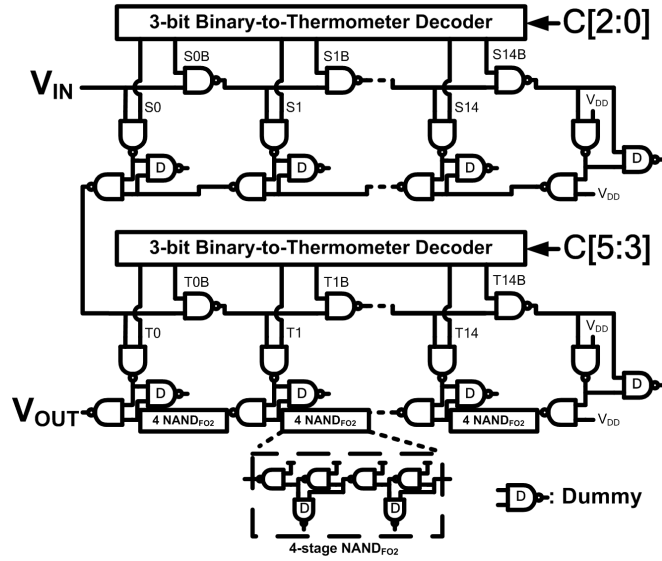 3-bit Binary-to-Thermometer Decoder
C[2:0]
S0B
S1B
S14B
VIN
S0
S1
S14
VDD
D
D
D
D
VDD
3-bit Binary-to-Thermometer Decoder
C[5:3]
T0B
T1B
T14B
T0
T1
T14
VDD
D
D
D
D
VOUT
4 NANDFO2
4 NANDFO2
4 NANDFO2
VDD
D
D
D
: Dummy
4-stage NANDFO2